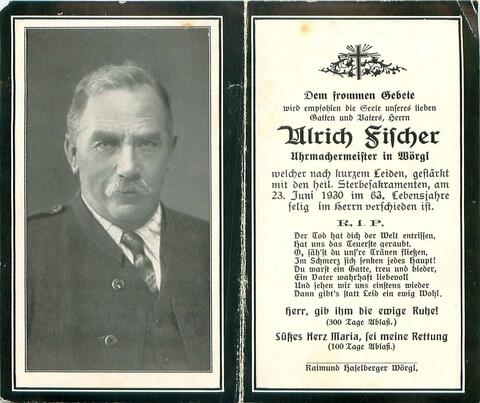 Dem frommen Gebete
wird empfohlen die Seele unseres lieben
Gatten und Vaters, Herrn
Ulrich Fischer
Uhrmachermeister in Wörgl
welcher nach kurzem Leiden, gestärkt
mit den heil. Sterbesakramenten, am
23. Juni 1930 im 63. Lebensjahre
selig im Herrn verschieden ist.
R. I. P.
Der Tod hat dich der Welt entrissen,
Hat uns das Teuerste geraubt.
O, säh'st du uns're Tränen fließen,
Im Schmerz sich senken jedes Haupt!
Du warst ein Gatte, treu und bieder,
Ein Vater wahrhaft liebevoll
Und sehen wir uns einstens wieder
Dann gibt's statt Leid ein ewig Wohl.
Herr, gib ihm die ewige Ruhe!
(300 Tage Ablaß.)
Süßes Herz Maria, sei meine Rettung
(100 Tage Ablaß.)
Raimund Haselberger Wörgl,